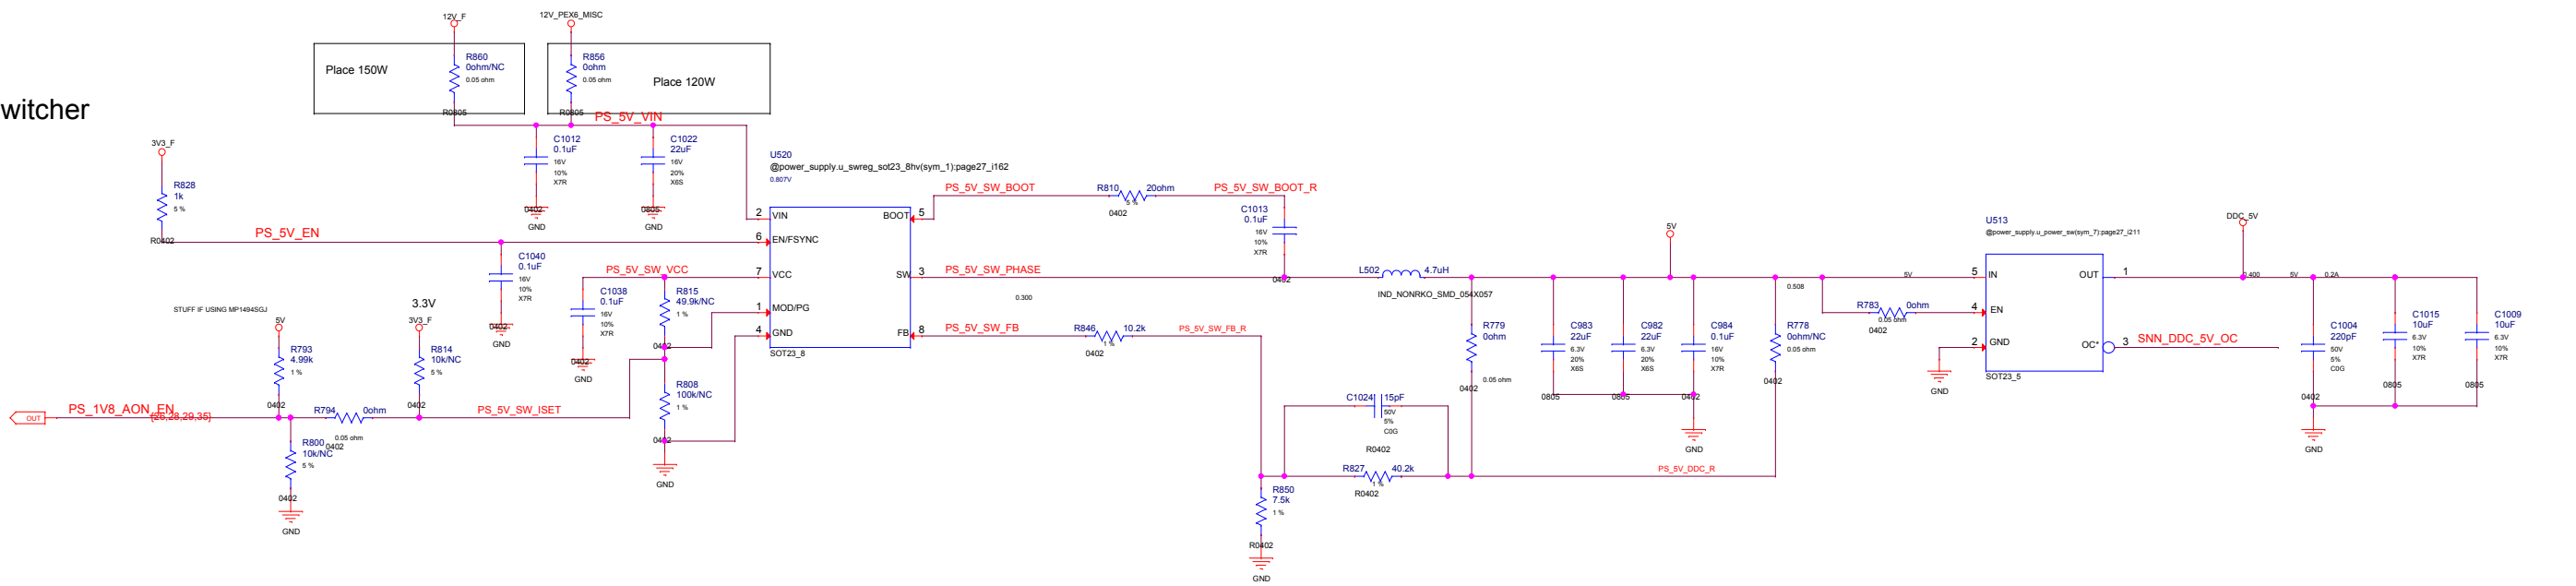 witcher
12V_F
12V_PEX6_MISC
Place 150W
R860
0ohm/NC
0.05 ohm
R0805
R856
0ohm
0.05 ohm
R0805
Place 120W
PS_5V_VIN
3V3_F
R828
1k
5 %
R0402
PS_5V_EN
C1012
0.1uF
16V
10%
X7R
0402
GND
C1022
22uF
16V
20%
X6S
0805
GND
U520
@power_supply.u_swreg_sot23_8hv(sym_1):page27_i162
0.807V
2
VIN
BOOT
5
6
EN/FSYNC
7
VCC
SW
3
1
MOD/PG
4
GND
FB
8
SOT23_8
C1040
0.1uF
16V
10%
X7R
0402
GND
PS_5V_SW_VCC
C1038
0.1uF
16V
10%
X7R
0402
GND
R815
49.9k/NC
1 %
0402
R808
100k/NC
1 %
0402
GND
STUFF IF USING MP1494SGJ
5V
R793
4.99k
1 %
0402
3.3V
3V3_F
R814
10k/NC
5 %
0402
OUT
PS_1V8_AON_EN
{26,28,29,35}
R794
0ohm
0.05 ohm
0402
PS_5V_SW_ISET
R800
10k/NC
5 %
0402
GND
PS_5V_SW_BOOT
R810
20ohm
5 %
0402
PS_5V_SW_BOOT_R
C1013
0.1uF
16V
10%
X7R
0402
PS_5V_SW_PHASE
0.300
L502
4.7uH
IND_NONRKO_SMD_054X057
PS_5V_SW_FB
R846
10.2k
1 %
0402
PS_5V_SW_FB_R
5V
R779
0ohm
0.05 ohm
0402
C983
22uF
6.3V
20%
X6S
0805
C982
22uF
6.3V
20%
X6S
0805
C984
0.1uF
16V
10%
X7R
0402
GND
0.508
R778
0ohm/NC
0.05 ohm
0402
C1024
15pF
50V
5%
C0G
R0402
R827
40.2k
1 %
R0402
PS_5V_DDC_R
R850
7.5k
1 %
R0402
GND
5V
R783
0ohm
0.05 ohm
0402
U513
@power_supply.u_power_sw(sym_7):page27_i211
5
IN
OUT
1
4
EN
2
GND
OC*
3
SOT23_5
GND
SNN_DDC_5V_OC
DDC_5V
0.400
5V
0.2A
C1004
220pF
50V
5%
C0G
0402
GND
C1015
10uF
6.3V
10%
X7R
0805
C1009
10uF
6.3V
10%
X7R
0805